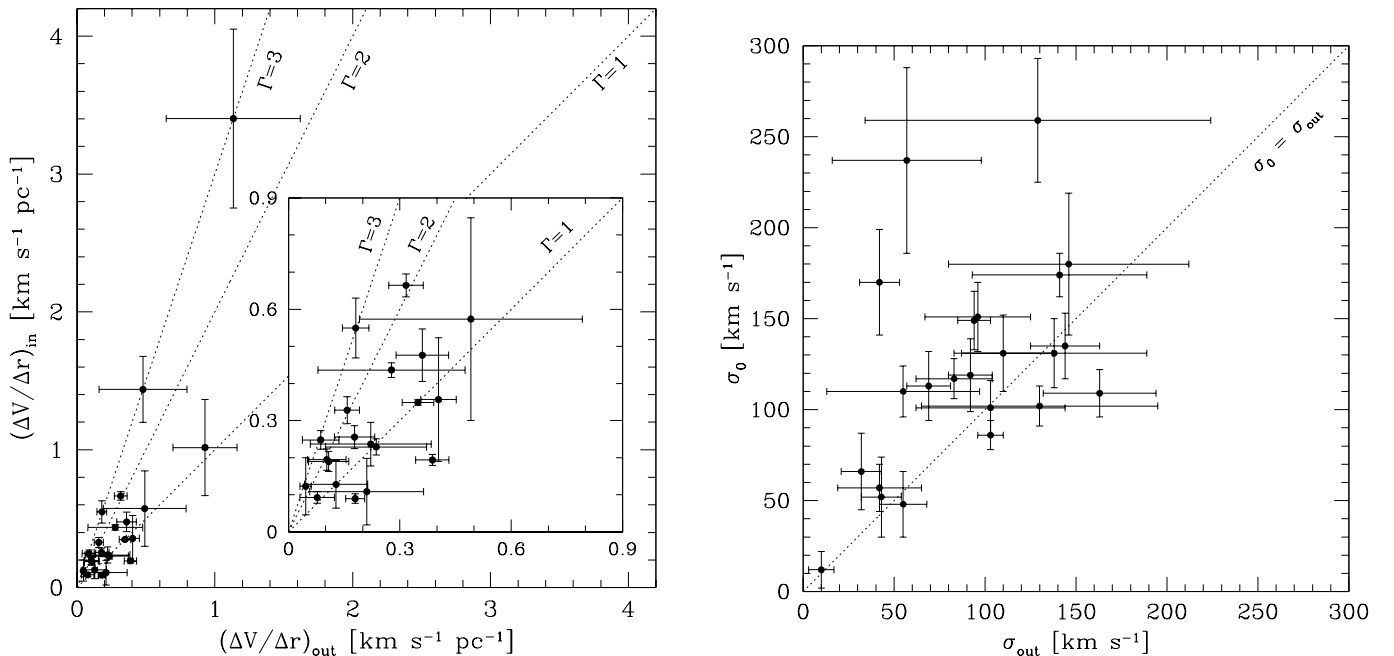 4
3
2
1
0
(ΔV/Δr)in [km s⁻¹ pc⁻¹]
Γ=3
Γ=2
Γ=1
0.9
0.6
0.3
0
Γ=3
Γ=2
Γ=1
0 0.3 0.6 0.9
0 1 2 3 4
(ΔV/Δr)out [km s⁻¹ pc⁻¹]
300
250
200
150
100
50
0
σ0 [km s⁻¹]
σ0 = σout
0 50 100 150 200 250 300
σout [km s⁻¹]